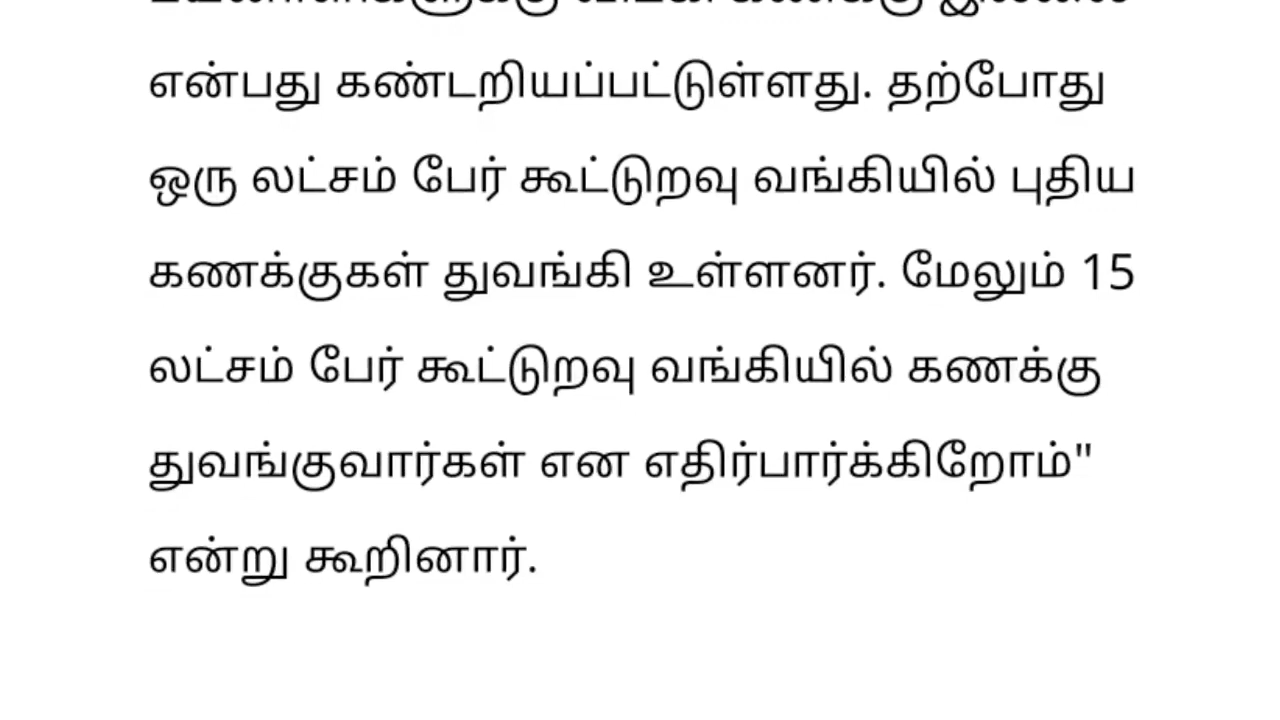 என்பது கண்டறியப்பட்டுள்ளது. தற்போது
ஒரு லட்சம் பேர் கூட்டுறவு வங்கியில் புதிய
கணக்குகள் துவங்கி உள்ளனர். மேலும் 15
லட்சம் பேர் கூட்டுறவு வங்கியில் கணக்கு
துவங்குவார்கள் என எதிர்பார்க்கிறோம்"
என்று கூறினார்.